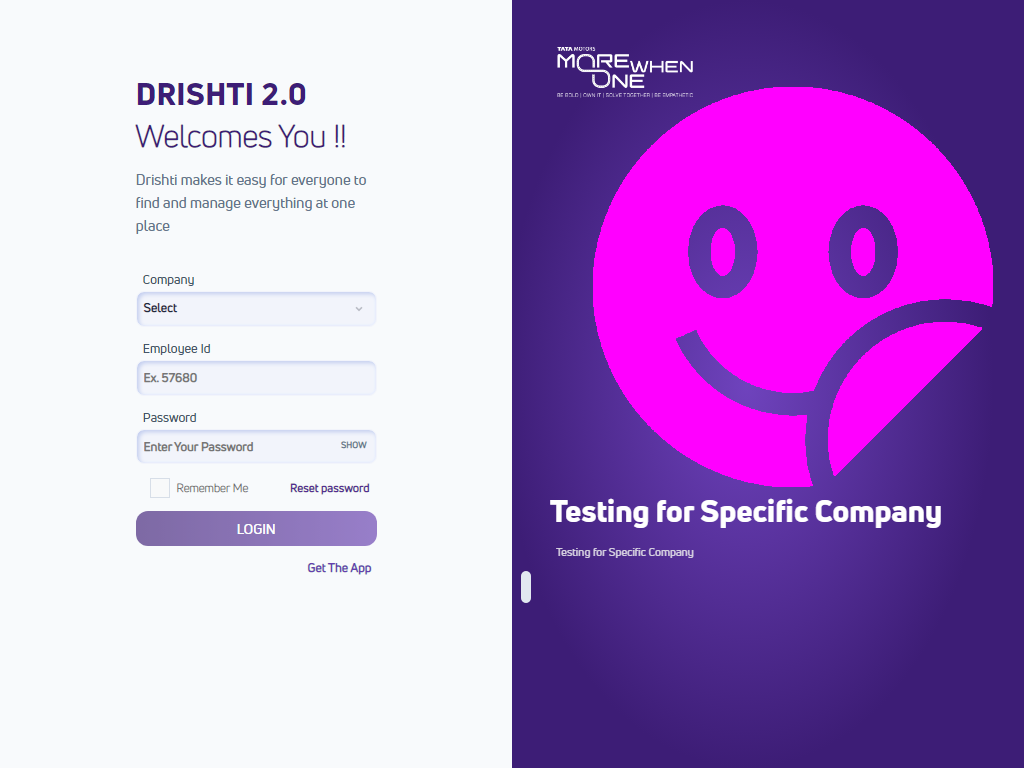 DRISHTI 2.0
Welcomes You !!
Drishti makes it easy for everyone to
find and manage everything at one
place
Company
Select
Employee Id
Ex. 57680
Password
Enter Your Password
SHOW
Remember Me
Reset password
LOGIN
Get The App
TATA MOTORS
MORE WHEN
ONE
BE BOLD | OWN IT | SOLVE TOGETHER | BE EMPATHETIC
Testing for Specific Company
Testing for Specific Company